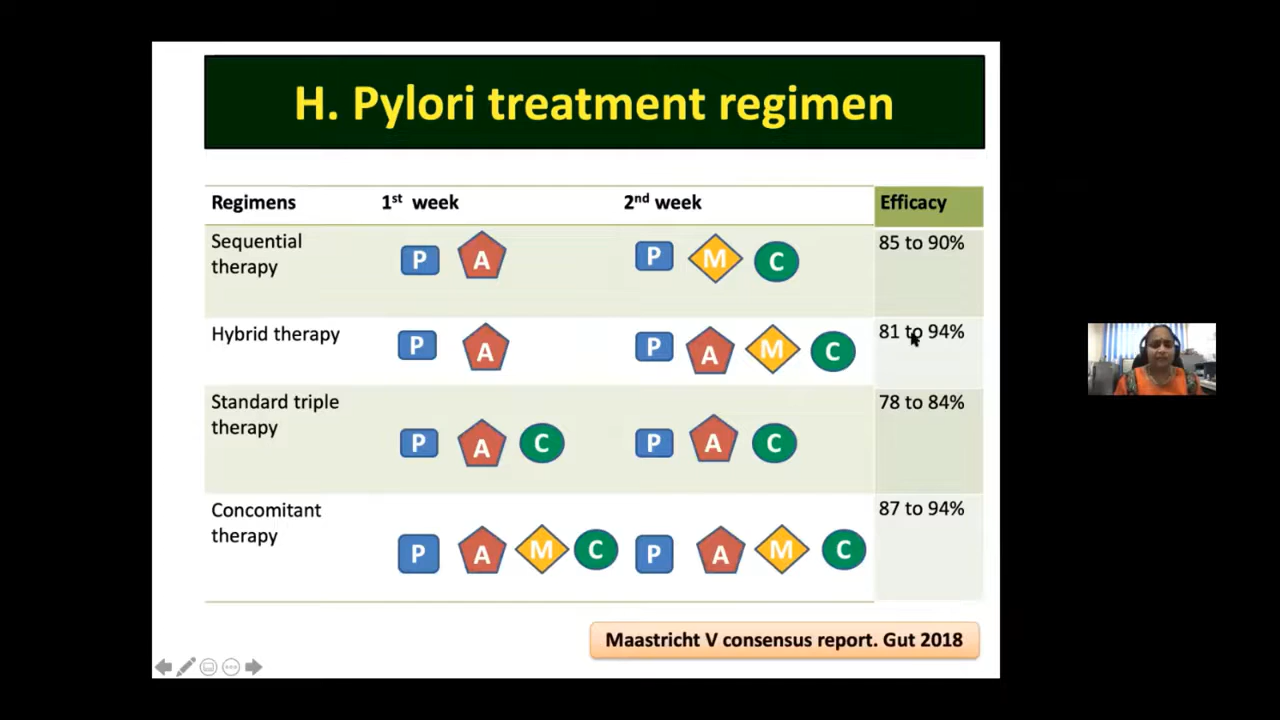 H. Pylori treatment regimen
Regimens 1st week 2nd week Efficacy
Sequential therapy P A P M C 85 to 90%
Hybrid therapy P A P A M C 81 to 94%
Standard triple therapy P A C P A C 78 to 84%
Concomitant therapy P A M C P A M C 87 to 94%
Maastricht V consensus report. Gut 2018